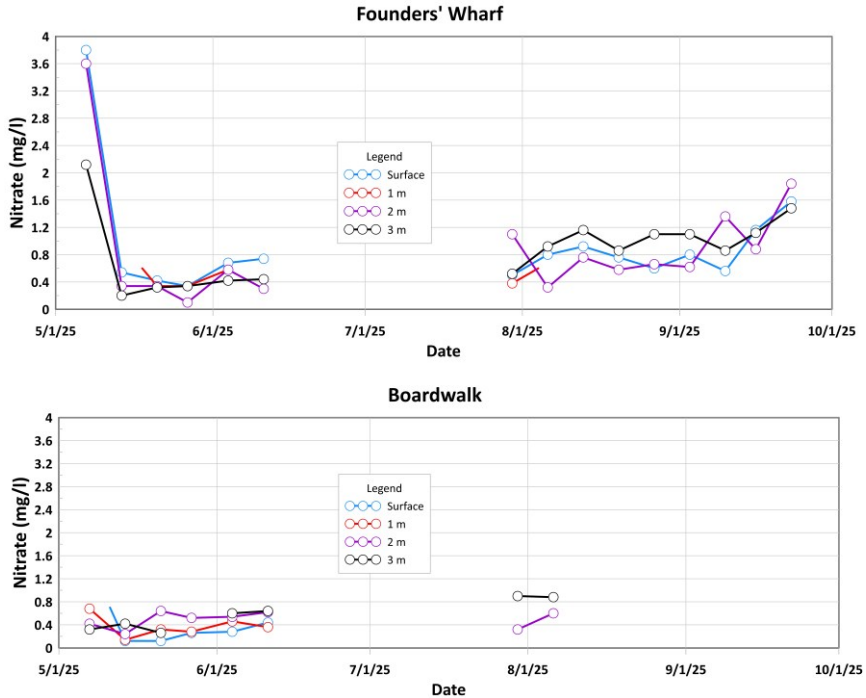 Founders' Wharf
4
3.6
3.2
2.8
2.4
2
1.6
1.2
0.8
0.4
0
Nitrate (mg/l)
Legend
Surface
1 m
2 m
3 m
5/1/25 6/1/25 7/1/25 8/1/25 9/1/25 10/1/25
Date
Boardwalk
4
3.6
3.2
2.8
2.4
2
1.6
1.2
0.8
0.4
0
Nitrate (mg/l)
Legend
Surface
1 m
2 m
3 m
5/1/25 6/1/25 7/1/25 8/1/25 9/1/25 10/1/25
Date